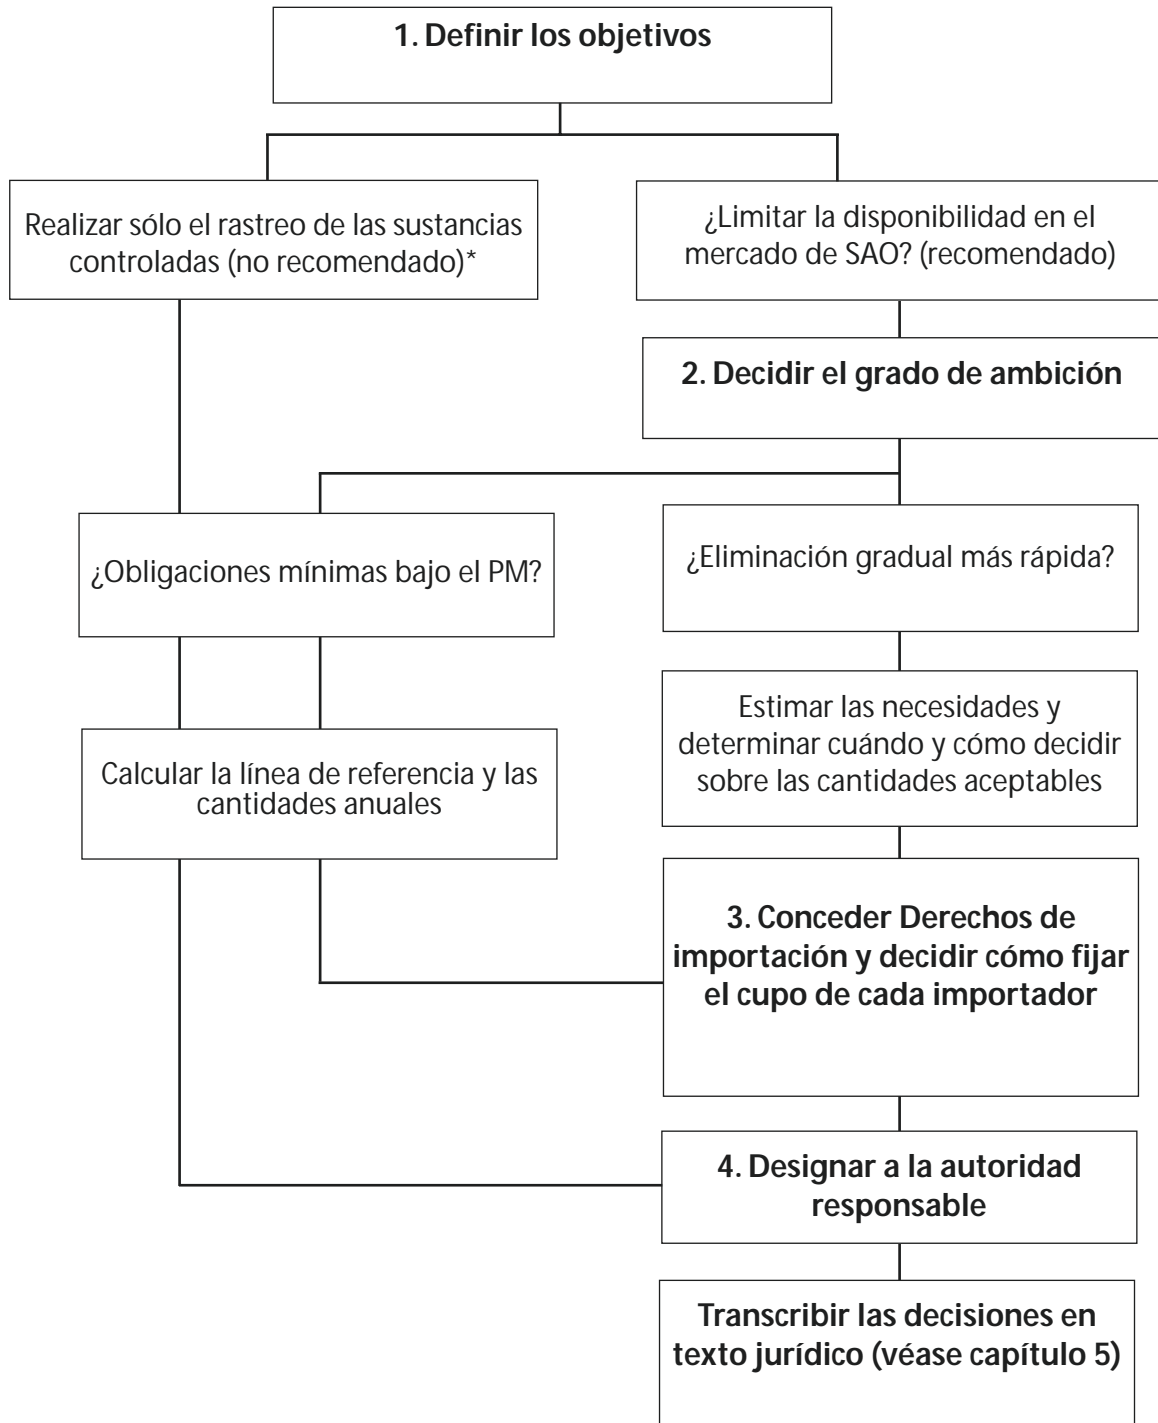 1. Definir los objetivos
Realizar sólo el rastreo de las sustancias
controladas (no recomendado)*
¿Limitar la disponibilidad en el
mercado de SAO? (recomendado)
2. Decidir el grado de ambición
¿Obligaciones mínimas bajo el PM?
¿Eliminación gradual más rápida?
Calcular la línea de referencia y las
cantidades anuales
Estimar las necesidades y
determinar cuándo y cómo decidir
sobre las cantidades aceptables
3. Conceder Derechos de
importación y decidir cómo fijar
el cupo de cada importador
4. Designar a la autoridad
responsable
Transcribir las decisiones en
texto jurídico (véase capítulo 5)